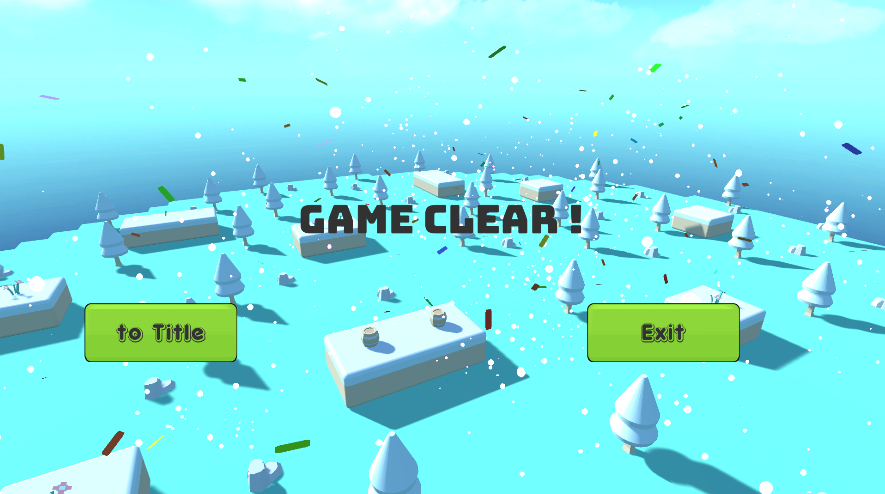 GAME CLEAR !
to Title
Exit